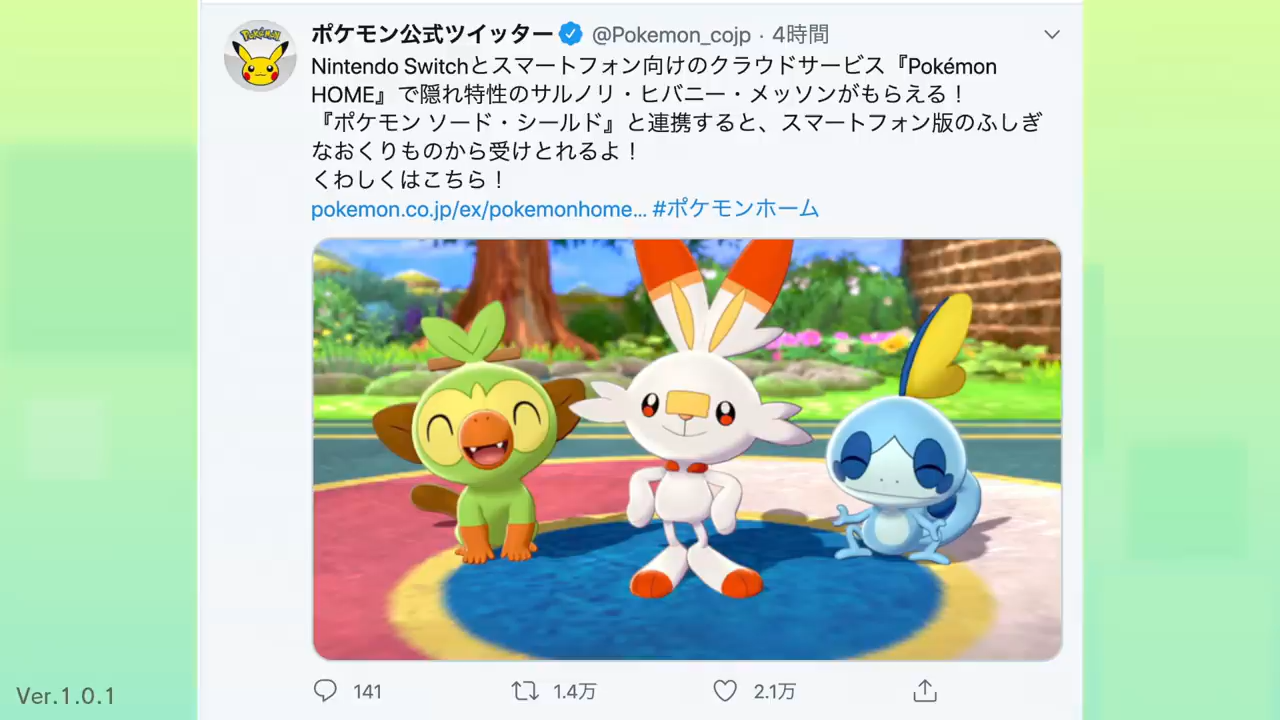 ポケモン公式ツイッター @Pokemon_cojp · 4時間
Nintendo Switchとスマートフォン向けのクラウドサービス『Pokémon
HOME』で隠れ特性のサルノリ・ヒバニー・メッソンがもらえる！
『ポケモン ソード・シールド』と連携すると、スマートフォン版のふしぎ
なおくりものから受けとれるよ！
くわしくはこちら！
pokemon.co.jp/ex/pokemonhome... #ポケモンホーム
141 1.4万 2.1万
Ver.1.0.1
Pokémon